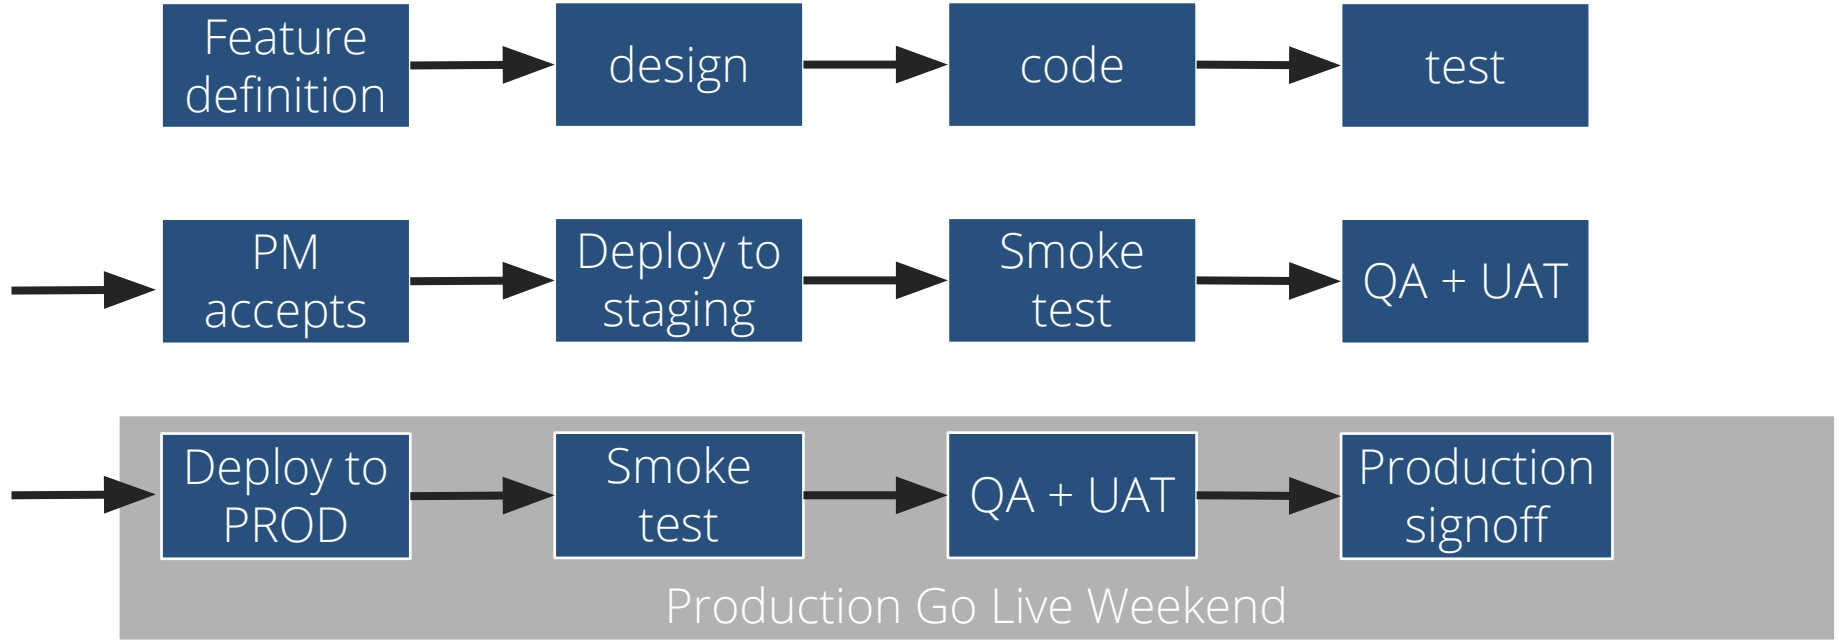 Feature
definition
design
code
test
PM
accepts
Deploy to
staging
Smoke
test
QA + UAT
Deploy to
PROD
Smoke
test
QA + UAT
Production
signoff
Production Go Live Weekend